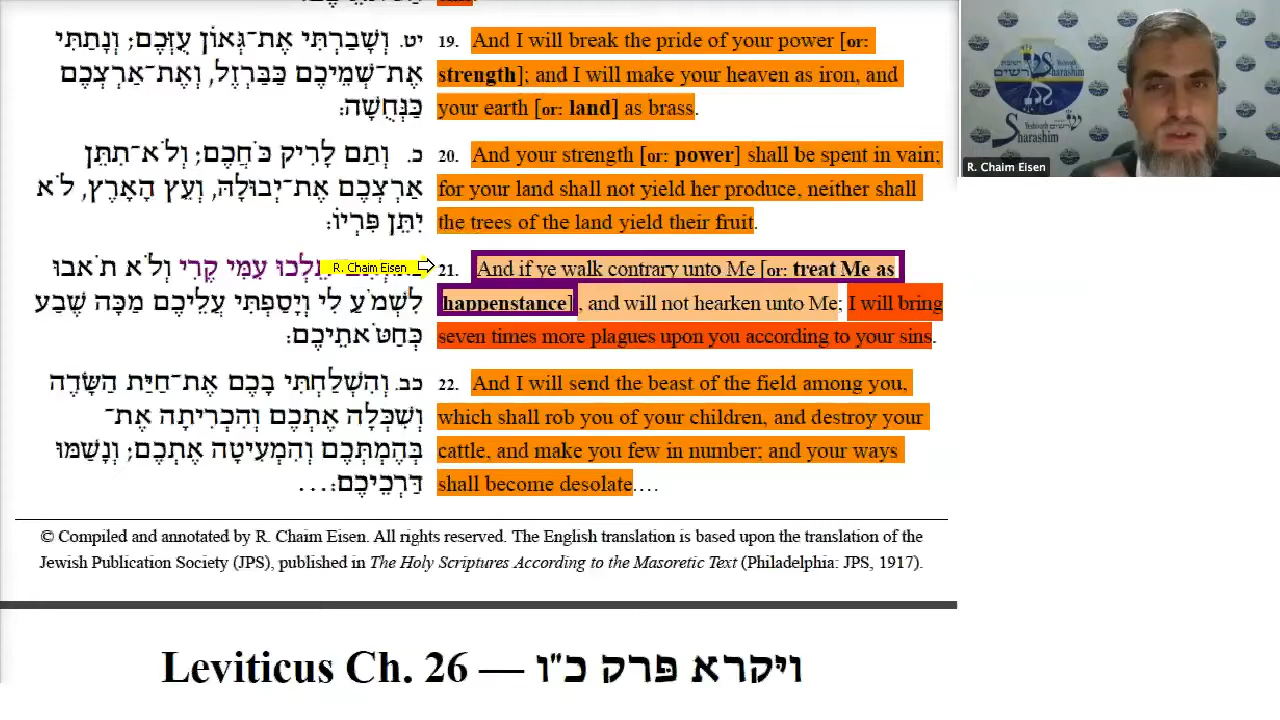 יט. וְשָׁבַרְתִּי אֶת־גְּאוֹן עֻזְּכֶם; וְנָתַתִּי
אֶת־שְׁמֵיכֶם כַּבַּרְזֶל, וְאֶת־אַרְצְכֶם
כַּנְּחֻשָׁה:
19. And I will break the pride of your power [or:
strength]; and I will make your heaven as iron, and
your earth [or: land] as brass.
כ. וְתַם לָרִיק כֹּחֲכֶם; וְלֹא־תִתֵּן
אַרְצְכֶם אֶת־יְבוּלָהּ, וְעֵץ הָאָרֶץ, לֹא
יִתֵּן פִּרְיוֹ:
20. And your strength [or: power] shall be spent in vain;
for your land shall not yield her produce, neither shall
the trees of the land yield their fruit.
עִמִּי קֶרִי וְלֹא תֹאבוּ
לִשְׁמֹעַ לִי וְיָסַפְתִּי עֲלֵיכֶם מַכָּה שֶׁבַע
כְּחַטֹּאתֵיכֶם:
R. Chaim Eisen
21. And if ye walk contrary unto Me [or: treat Me as
happenstance], and will not hearken unto Me; I will bring
seven times more plagues upon you according to your sins.
כב. וְהִשְׁלַחְתִּי בָכֶם אֶת־חַיַּת הַשָּׂדֶה
וְשִׁכְּלָה אֶתְכֶם וְהִכְרִיתָה אֶת־
בְּהֶמְתְּכֶם וְהִמְעִיטָה אֶתְכֶם; וְנָשַׁמּוּ
דַּרְכֵיכֶם:...
22. And I will send the beast of the field among you,
which shall rob you of your children, and destroy your
cattle, and make you few in number; and your ways
shall become desolate….
© Compiled and annotated by R. Chaim Eisen. All rights reserved. The English translation is based upon the translation of the
Jewish Publication Society (JPS), published in The Holy Scriptures According to the Masoretic Text (Philadelphia: JPS, 1917).
Leviticus Ch. 26 — ויקרא פרק כ"ו
Yeshivath
Sharashim
Yeshivath
Sharashim
R. Chaim Eisen